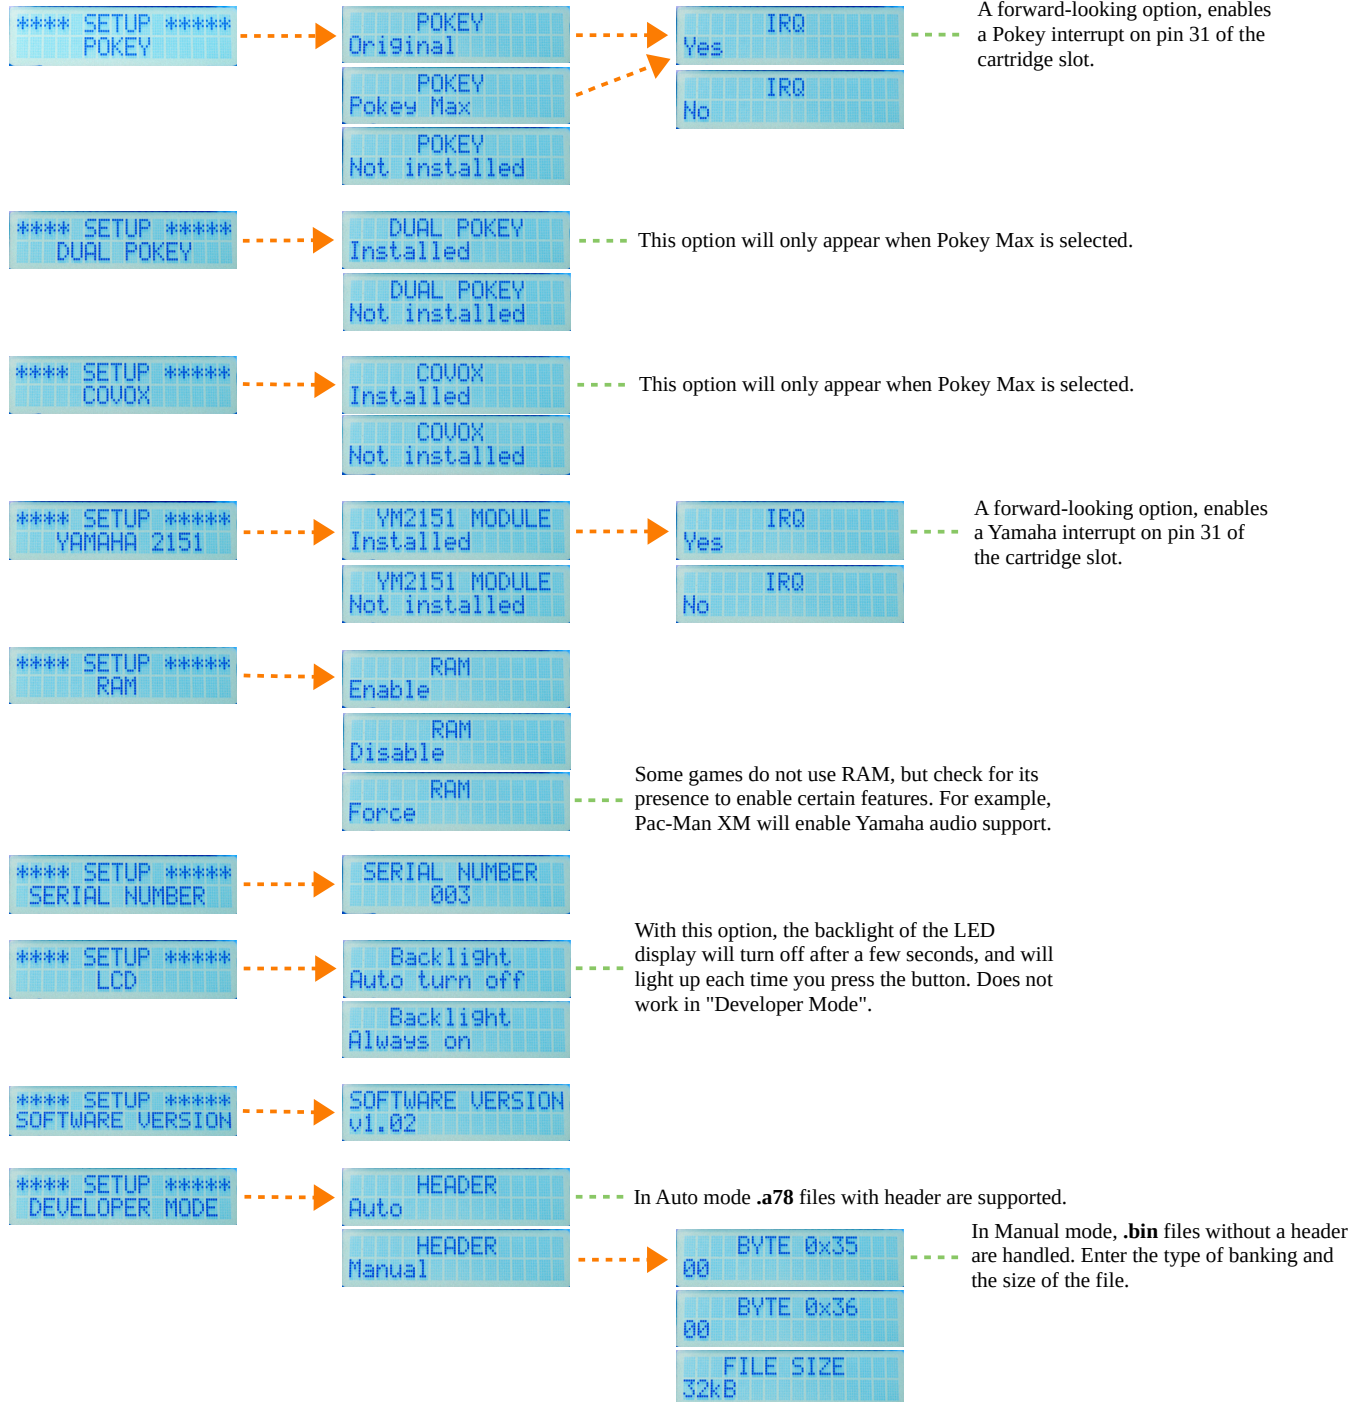 **** SETUP *****
POKEY
POKEY
Original
IRQ
Yes
A forward-looking option, enables
a Pokey interrupt on pin 31 of the
cartridge slot.
POKEY
Pokey Max
IRQ
No
POKEY
Not installed
**** SETUP *****
DUAL POKEY
DUAL POKEY
Installed
This option will only appear when Pokey Max is selected.
DUAL POKEY
Not installed
**** SETUP *****
COVOX
COVOX
Installed
This option will only appear when Pokey Max is selected.
COVOX
Not installed
**** SETUP *****
YAMAHA 2151
YM2151 MODULE
Installed
IRQ
Yes
A forward-looking option, enables
a Yamaha interrupt on pin 31 of
the cartridge slot.
YM2151 MODULE
Not installed
IRQ
No
**** SETUP *****
RAM
RAM
Enable
RAM
Disable
RAM
Force
Some games do not use RAM, but check for its
presence to enable certain features. For example,
Pac-Man XM will enable Yamaha audio support.
**** SETUP *****
SERIAL NUMBER
SERIAL NUMBER
003
**** SETUP *****
LCD
Backlight
Auto turn off
With this option, the backlight of the LED
display will turn off after a few seconds, and will
light up each time you press the button. Does not
work in "Developer Mode".
Backlight
Always on
**** SETUP *****
SOFTWARE VERSION
SOFTWARE VERSION
v1.02
**** SETUP *****
DEVELOPER MODE
HEADER
Auto
In Auto mode .a78 files with header are supported.
HEADER
Manual
BYTE 0x35
00
In Manual mode, .bin files without a header
are handled. Enter the type of banking and
the size of the file.
BYTE 0x36
00
FILE SIZE
32kB